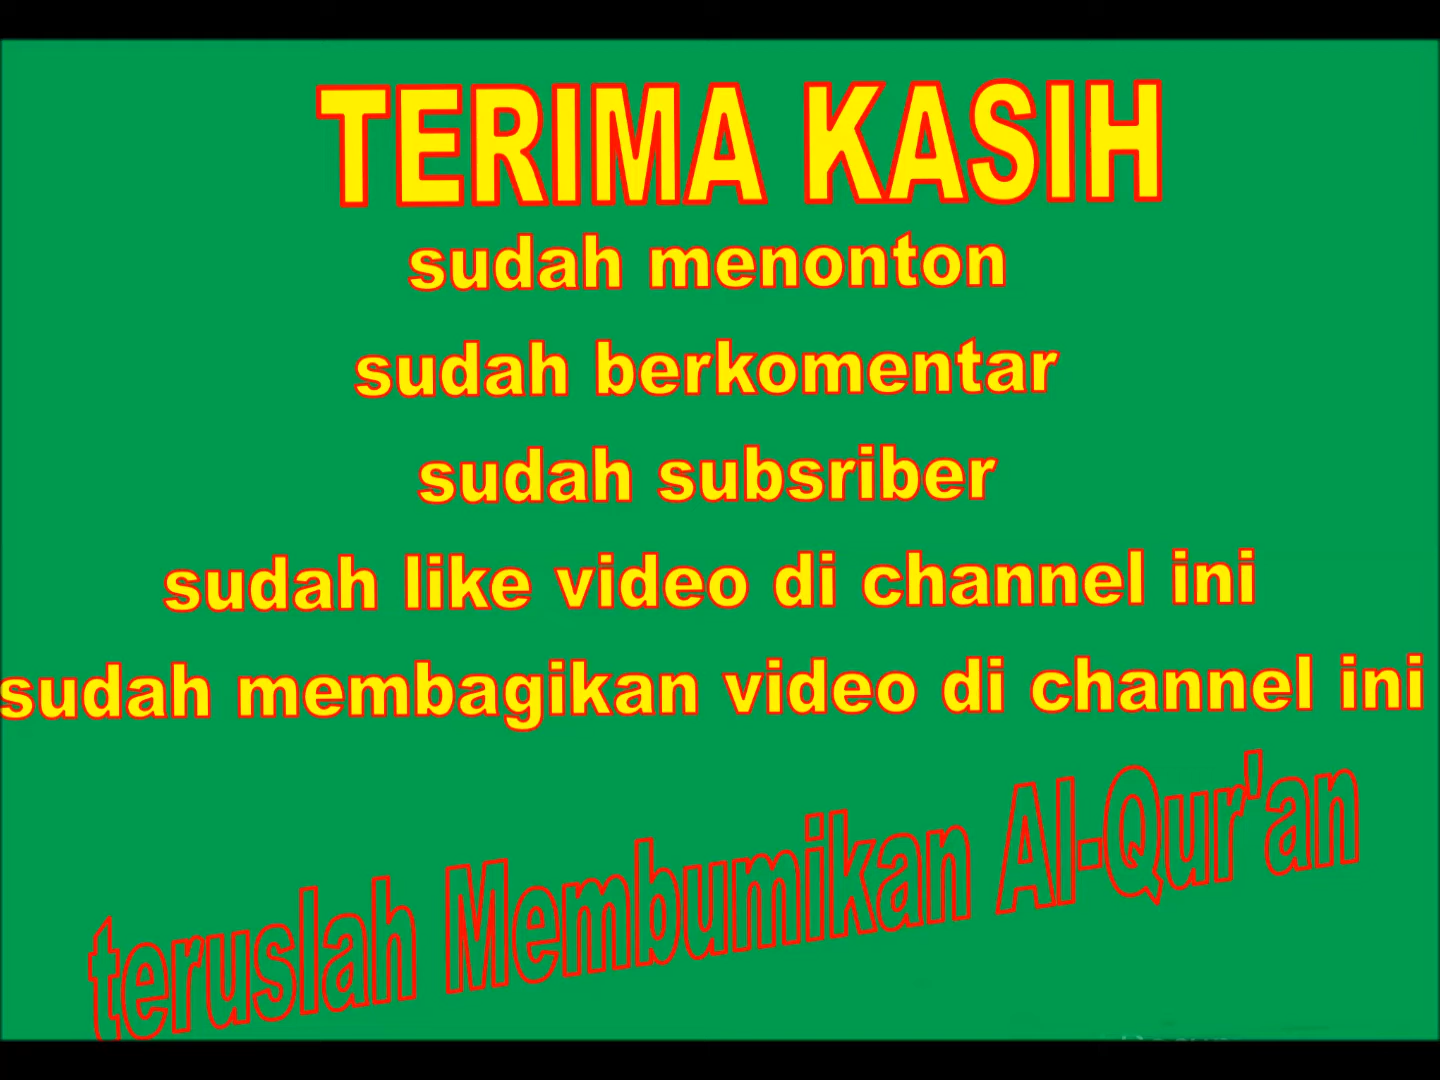 TERIMA KASIH
sudah menonton
sudah berkomentar
sudah subsriber
sudah like video di channel ini
sudah membagikan video di channel ini
teruslah Membumikan Al-Qur'an